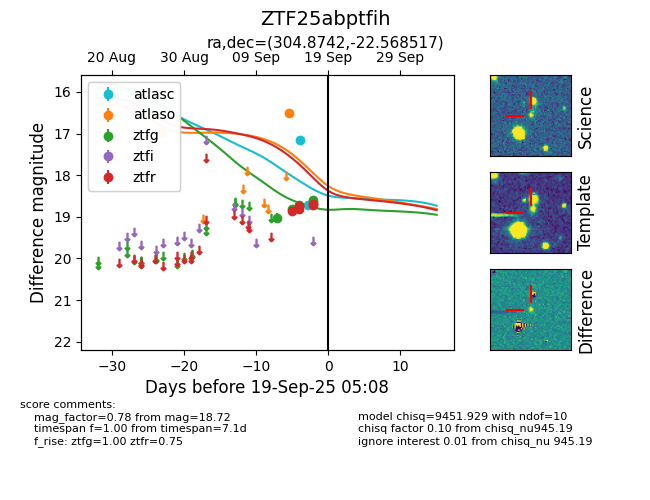 ZTF25abptfih
ra,dec=(304.8742,-22.568517)
20 Aug 30 Aug 09 Sep 19 Sep 29 Sep
16
17
18
19
20
21
22
Difference magnitude
atlasc
atlaso
ztfg
ztfi
ztfr
−30 −20 −10 0 10
Days before 19-Sep-25 05:08
Science
Template
Difference
score comments:
mag_factor=0.78 from mag=18.72
timespan f=1.00 from timespan=7.1d
f_rise: ztfg=1.00 ztfr=0.75
model chisq=9451.929 with ndof=10
chisq factor 0.10 from chisq_nu945.19
ignore interest 0.01 from chisq_nu 945.19